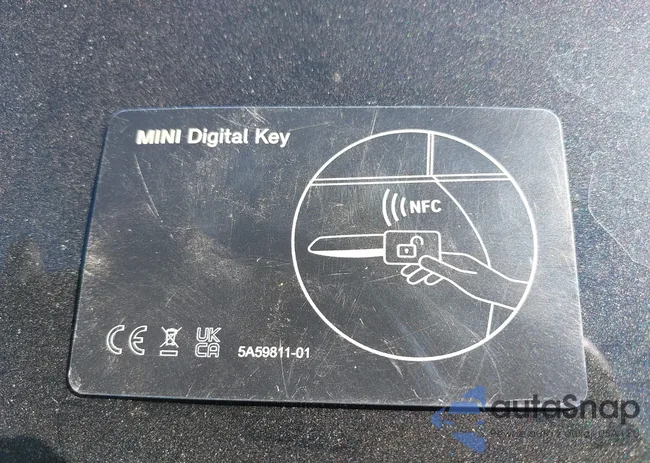 MINI Digital Key
NFC
CE
UK
CA
5A59811-01
autoSnap